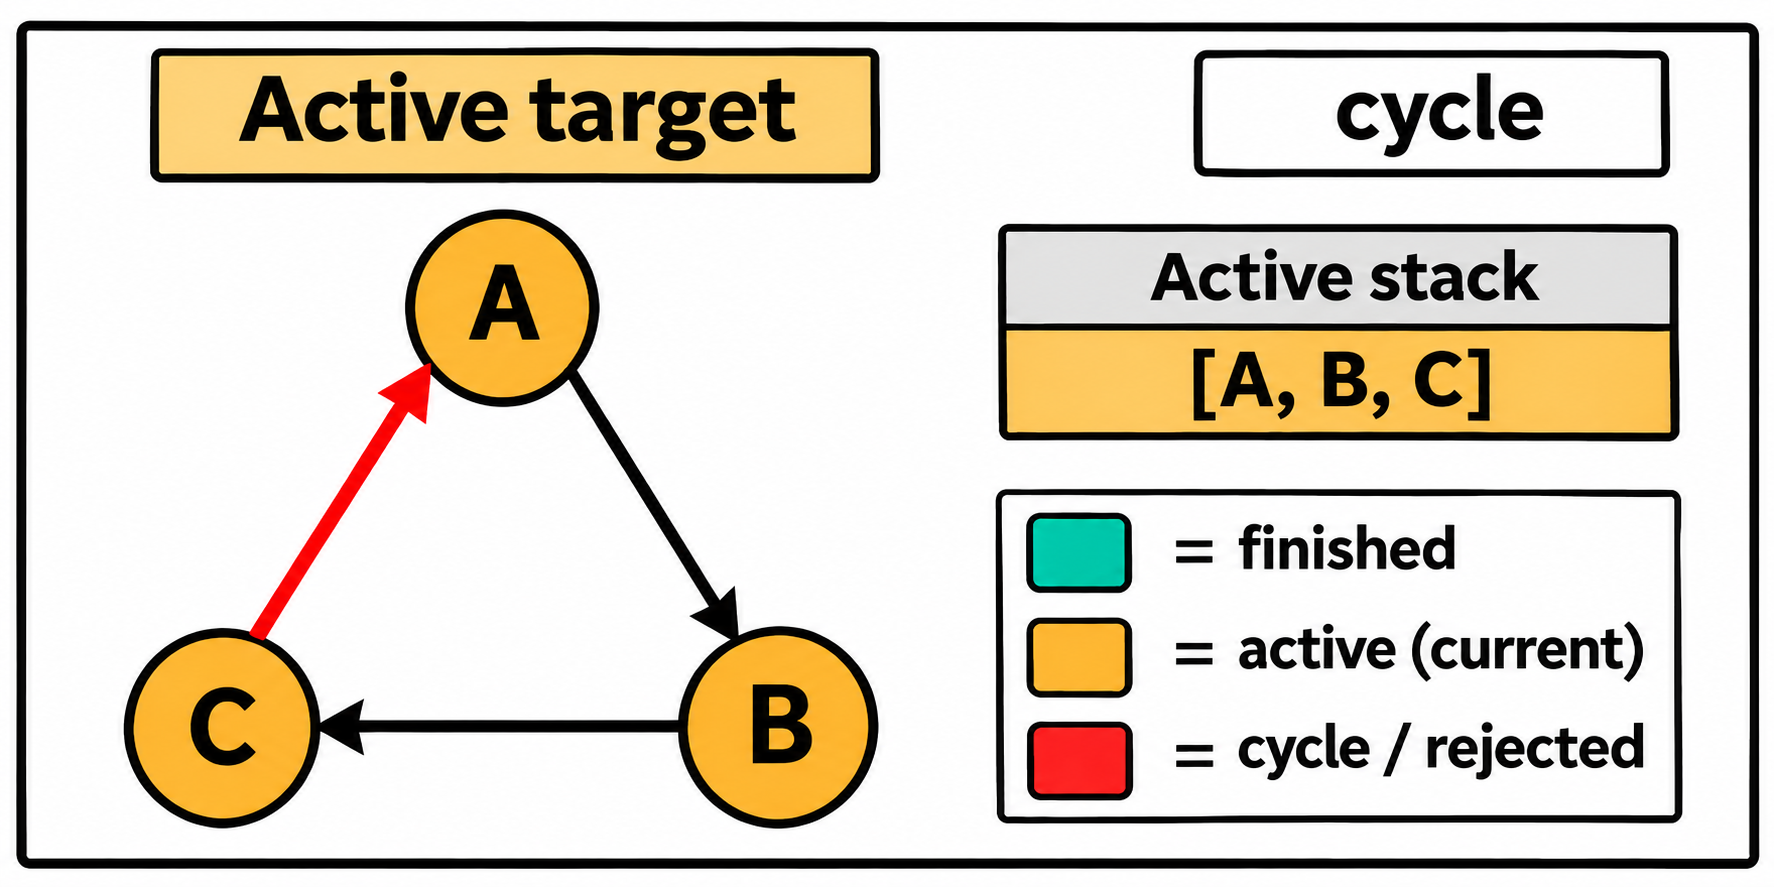 Active target
cycle
A
C
B
Active stack
[A, B, C]
= finished
= active (current)
= cycle / rejected